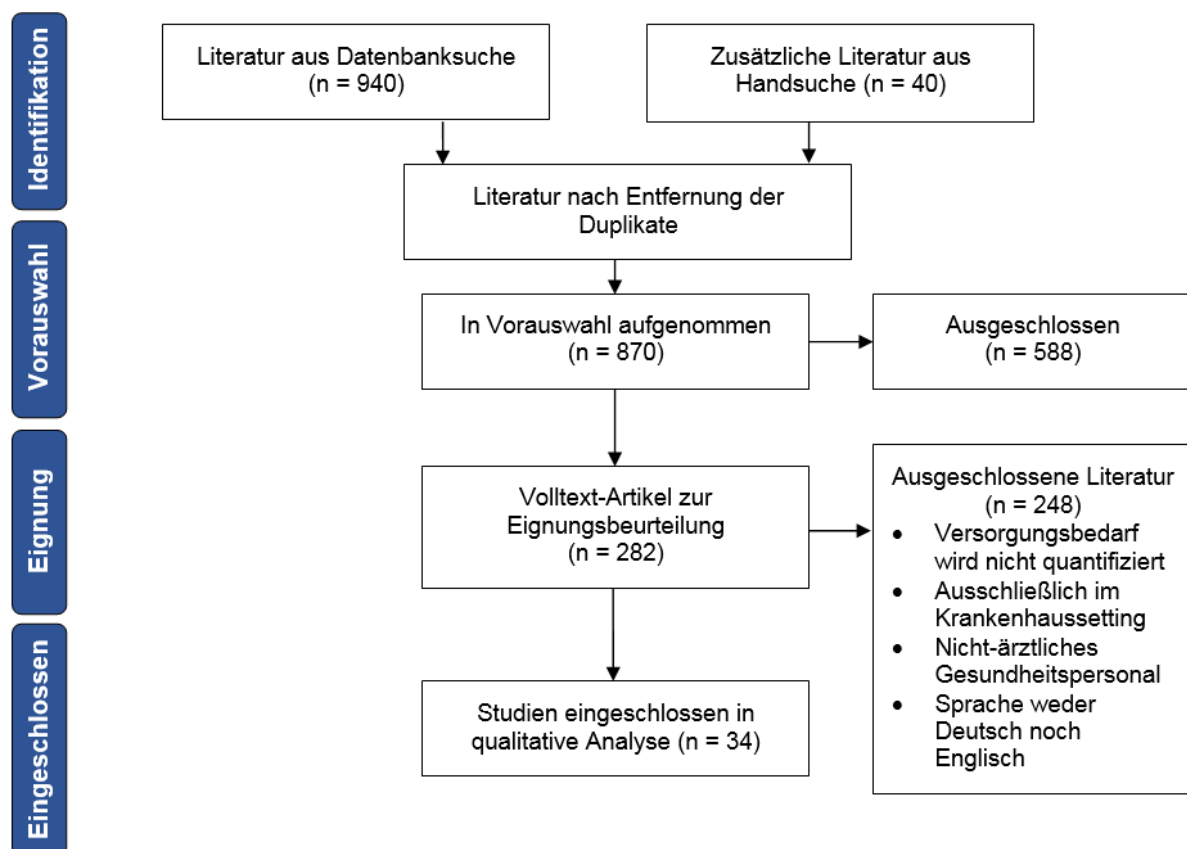 Identifikation
Literatur aus Datenbanksuche
(n = 940)
Zusätzliche Literatur aus
Handsuche (n = 40)
Literatur nach Entfernung der
Duplikate
Vorauswahl
In Vorauswahl aufgenommen
(n = 870)
Ausgeschlossen
(n = 588)
Eignung
Volltext-Artikel zur
Eignungsbeurteilung
(n = 282)
Ausgeschlossene Literatur
(n = 248)
• Versorgungsbedarf
wird nicht quantifiziert
• Ausschließlich im
Krankenhaussetting
• Nicht-ärztliches
Gesundheitspersonal
• Sprache weder
Deutsch noch
Englisch
Eingeschlossen
Studien eingeschlossen in
qualitative Analyse (n = 34)